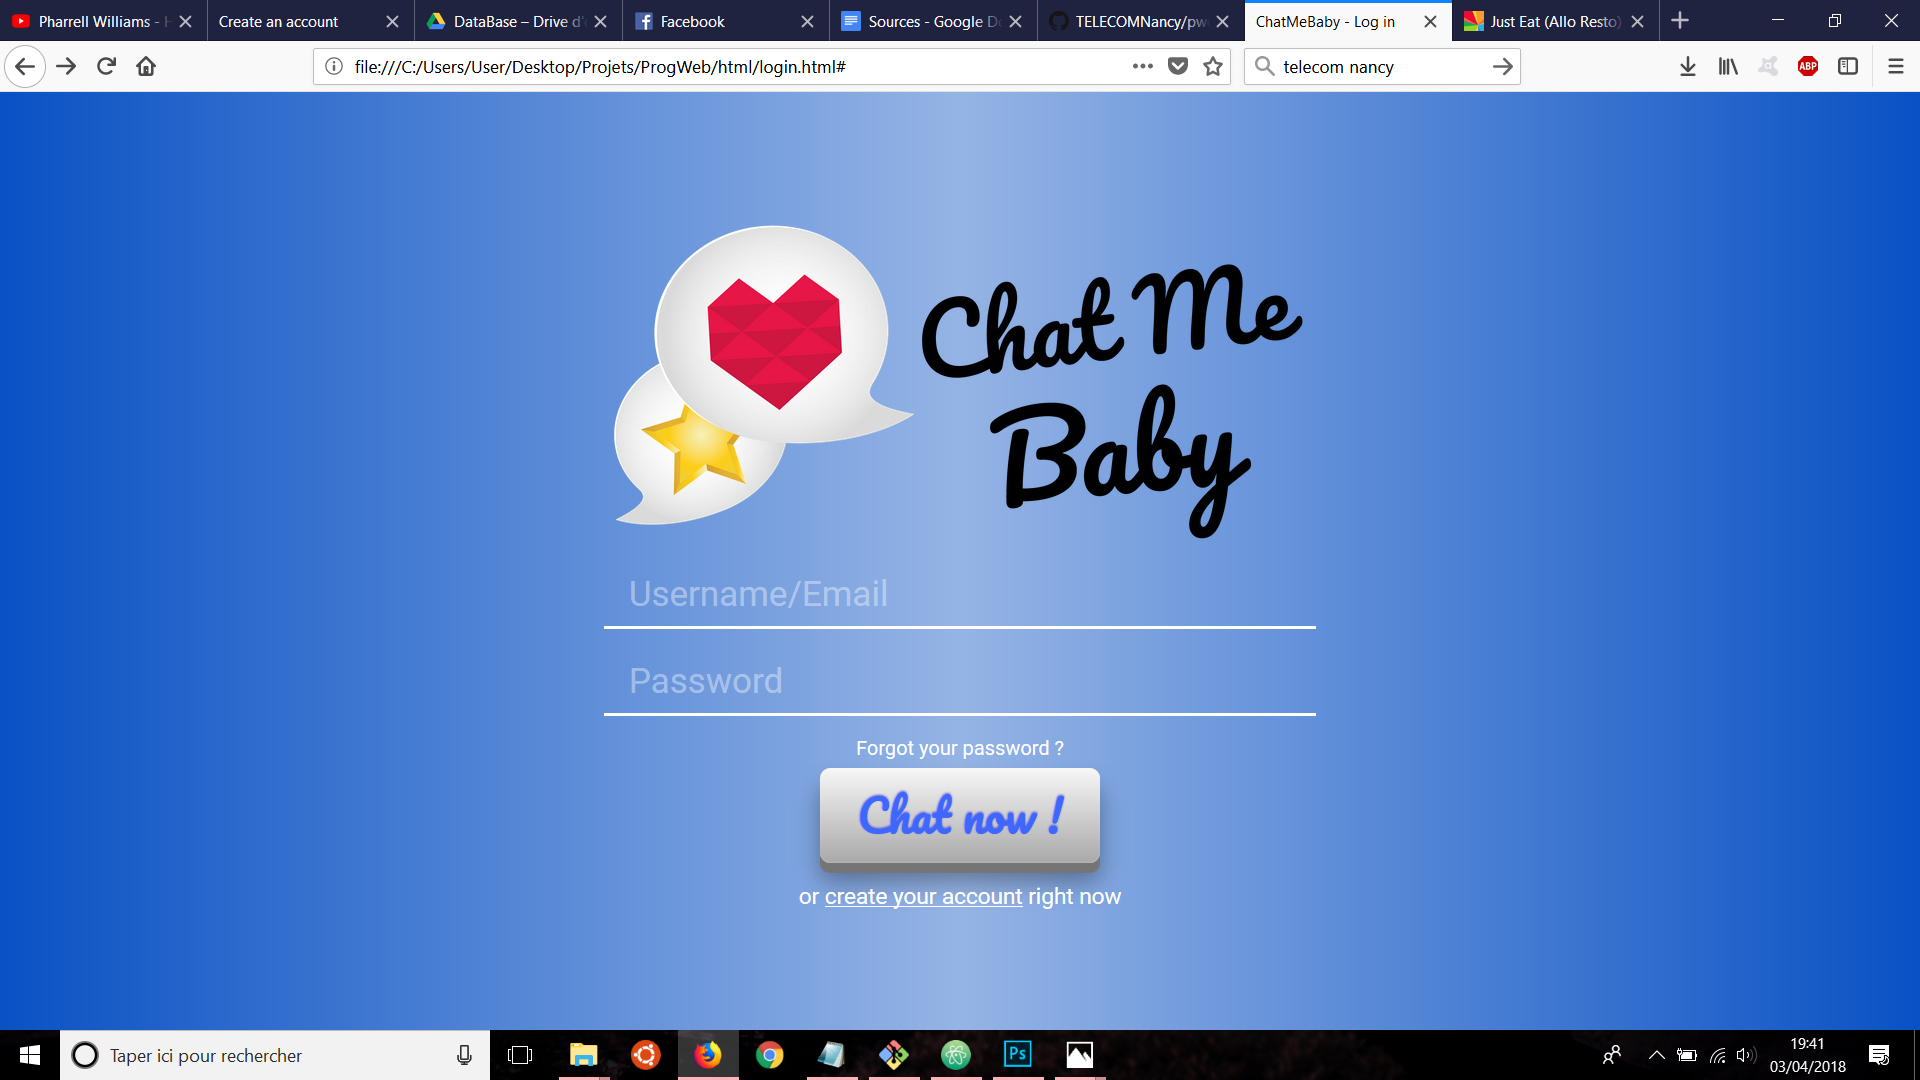 Pharrell Williams -
Create an account
DataBase – Drive
Facebook
Sources - Google
TELECOMNancy/pw
ChatMeBaby - Log in
Just Eat (Allo Resto)
file:///C:/Users/User/Desktop/Projets/ProgWeb/html/login.html#
telecom nancy
ABP
Chat Me
Baby
Username/Email
Password
Forgot your password ?
Chat now !
or create your account right now
Taper ici pour rechercher
Ps
19:41
03/04/2018